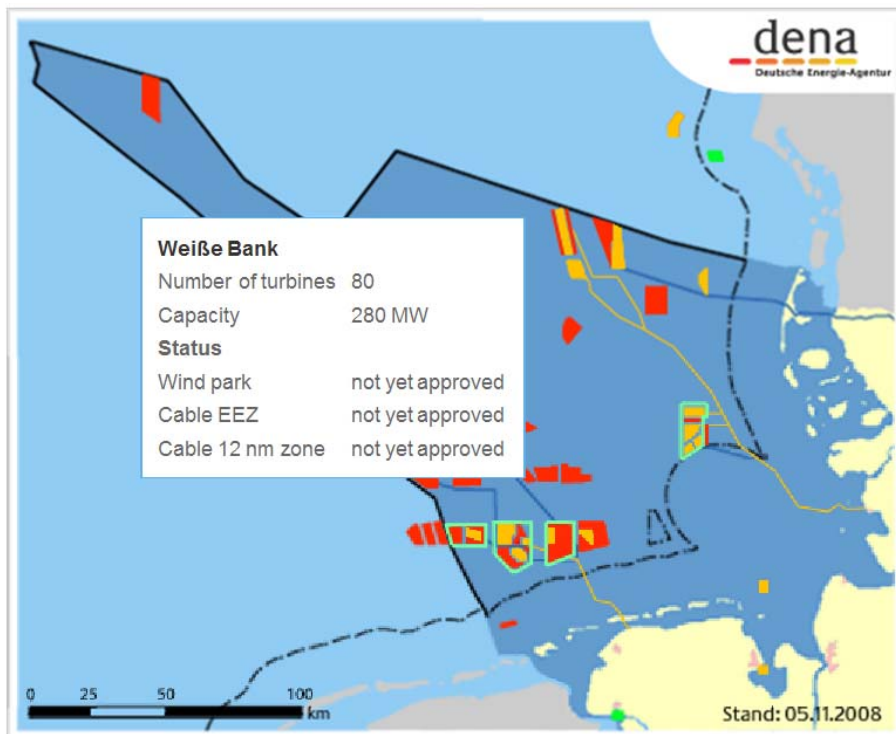 dena
Deutsche Energie-Agentur
Weiße Bank
Number of turbines 80
Capacity 280 MW
Status
Wind park not yet approved
Cable EEZ not yet approved
Cable 12 nm zone not yet approved
0 25 50 100
km
Stand: 05.11.2008